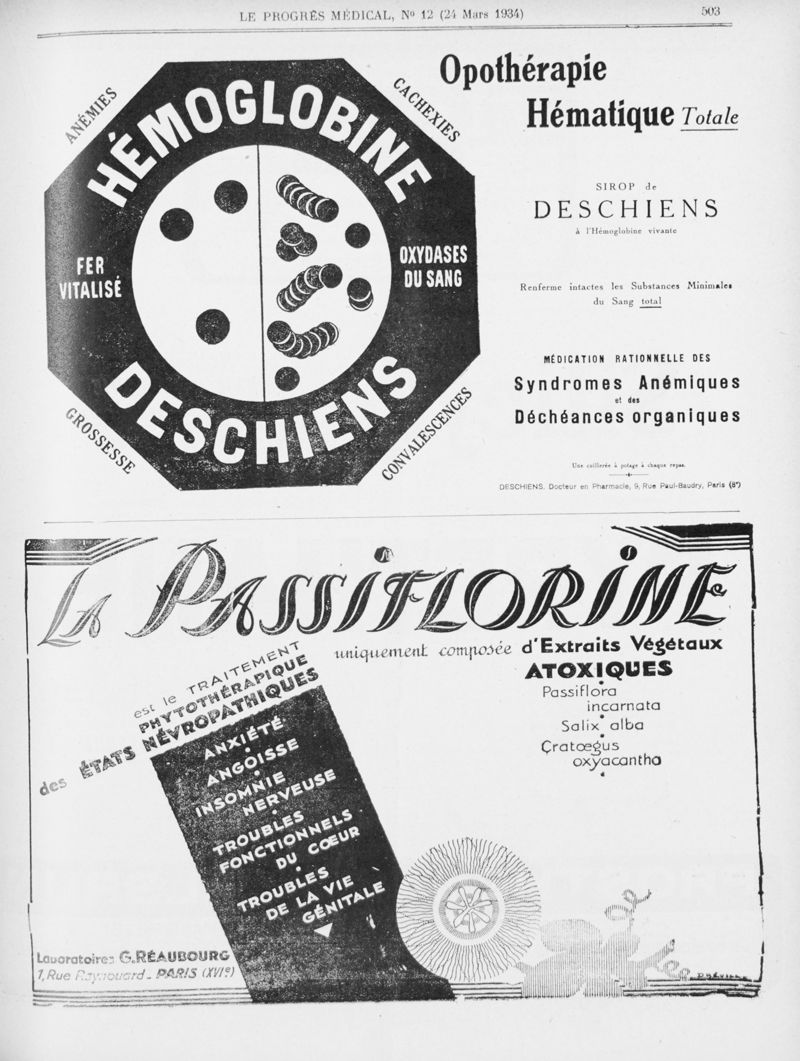 LE PROGRÈS MÉDICAL, No 12 (24 Mars 1934)
503
ANÉMIES
CACHEXIES
HÉMOGLOBINE
FER
VITALISÉ
OXYDASES
DU SANG
DESCHIENS
GROSSESSE
CONVALESCENCES
Opothérapie
Hématique Totale
SIROP de
DESCHIENS
à l'Hémoglobine vivante
Renferme intactes les Substances Minimales
du Sang total
MÉDICATION RATIONNELLE DES
Syndromes Anémiques
et des
Déchéances organiques
Une cuillerée à potage à chaque repas.
DESCHIENS, Docteur en Pharmacie, 9, Rue Paul-Baudry, Paris (8e)
LA PASSIFLORINE
uniquement composée d'Extraits Végétaux
ATOXIQUES
Passiflora
incarnata
Salix alba
Cratœgus
oxyacantha
est le TRAITEMENT
PHYTOTHÉRAPIQUE
des ÉTATS NÉVROPATHIQUES
ANXIÉTÉ
ANGOISSE
INSOMNIE
NERVEUSE
TROUBLES
FONCTIONNELS
DU CŒUR
TROUBLES
DE LA VIE
GÉNITALE
Laboratoires G. RÉAUBOURG
1, Rue Raynouard - PARIS (XVIe)